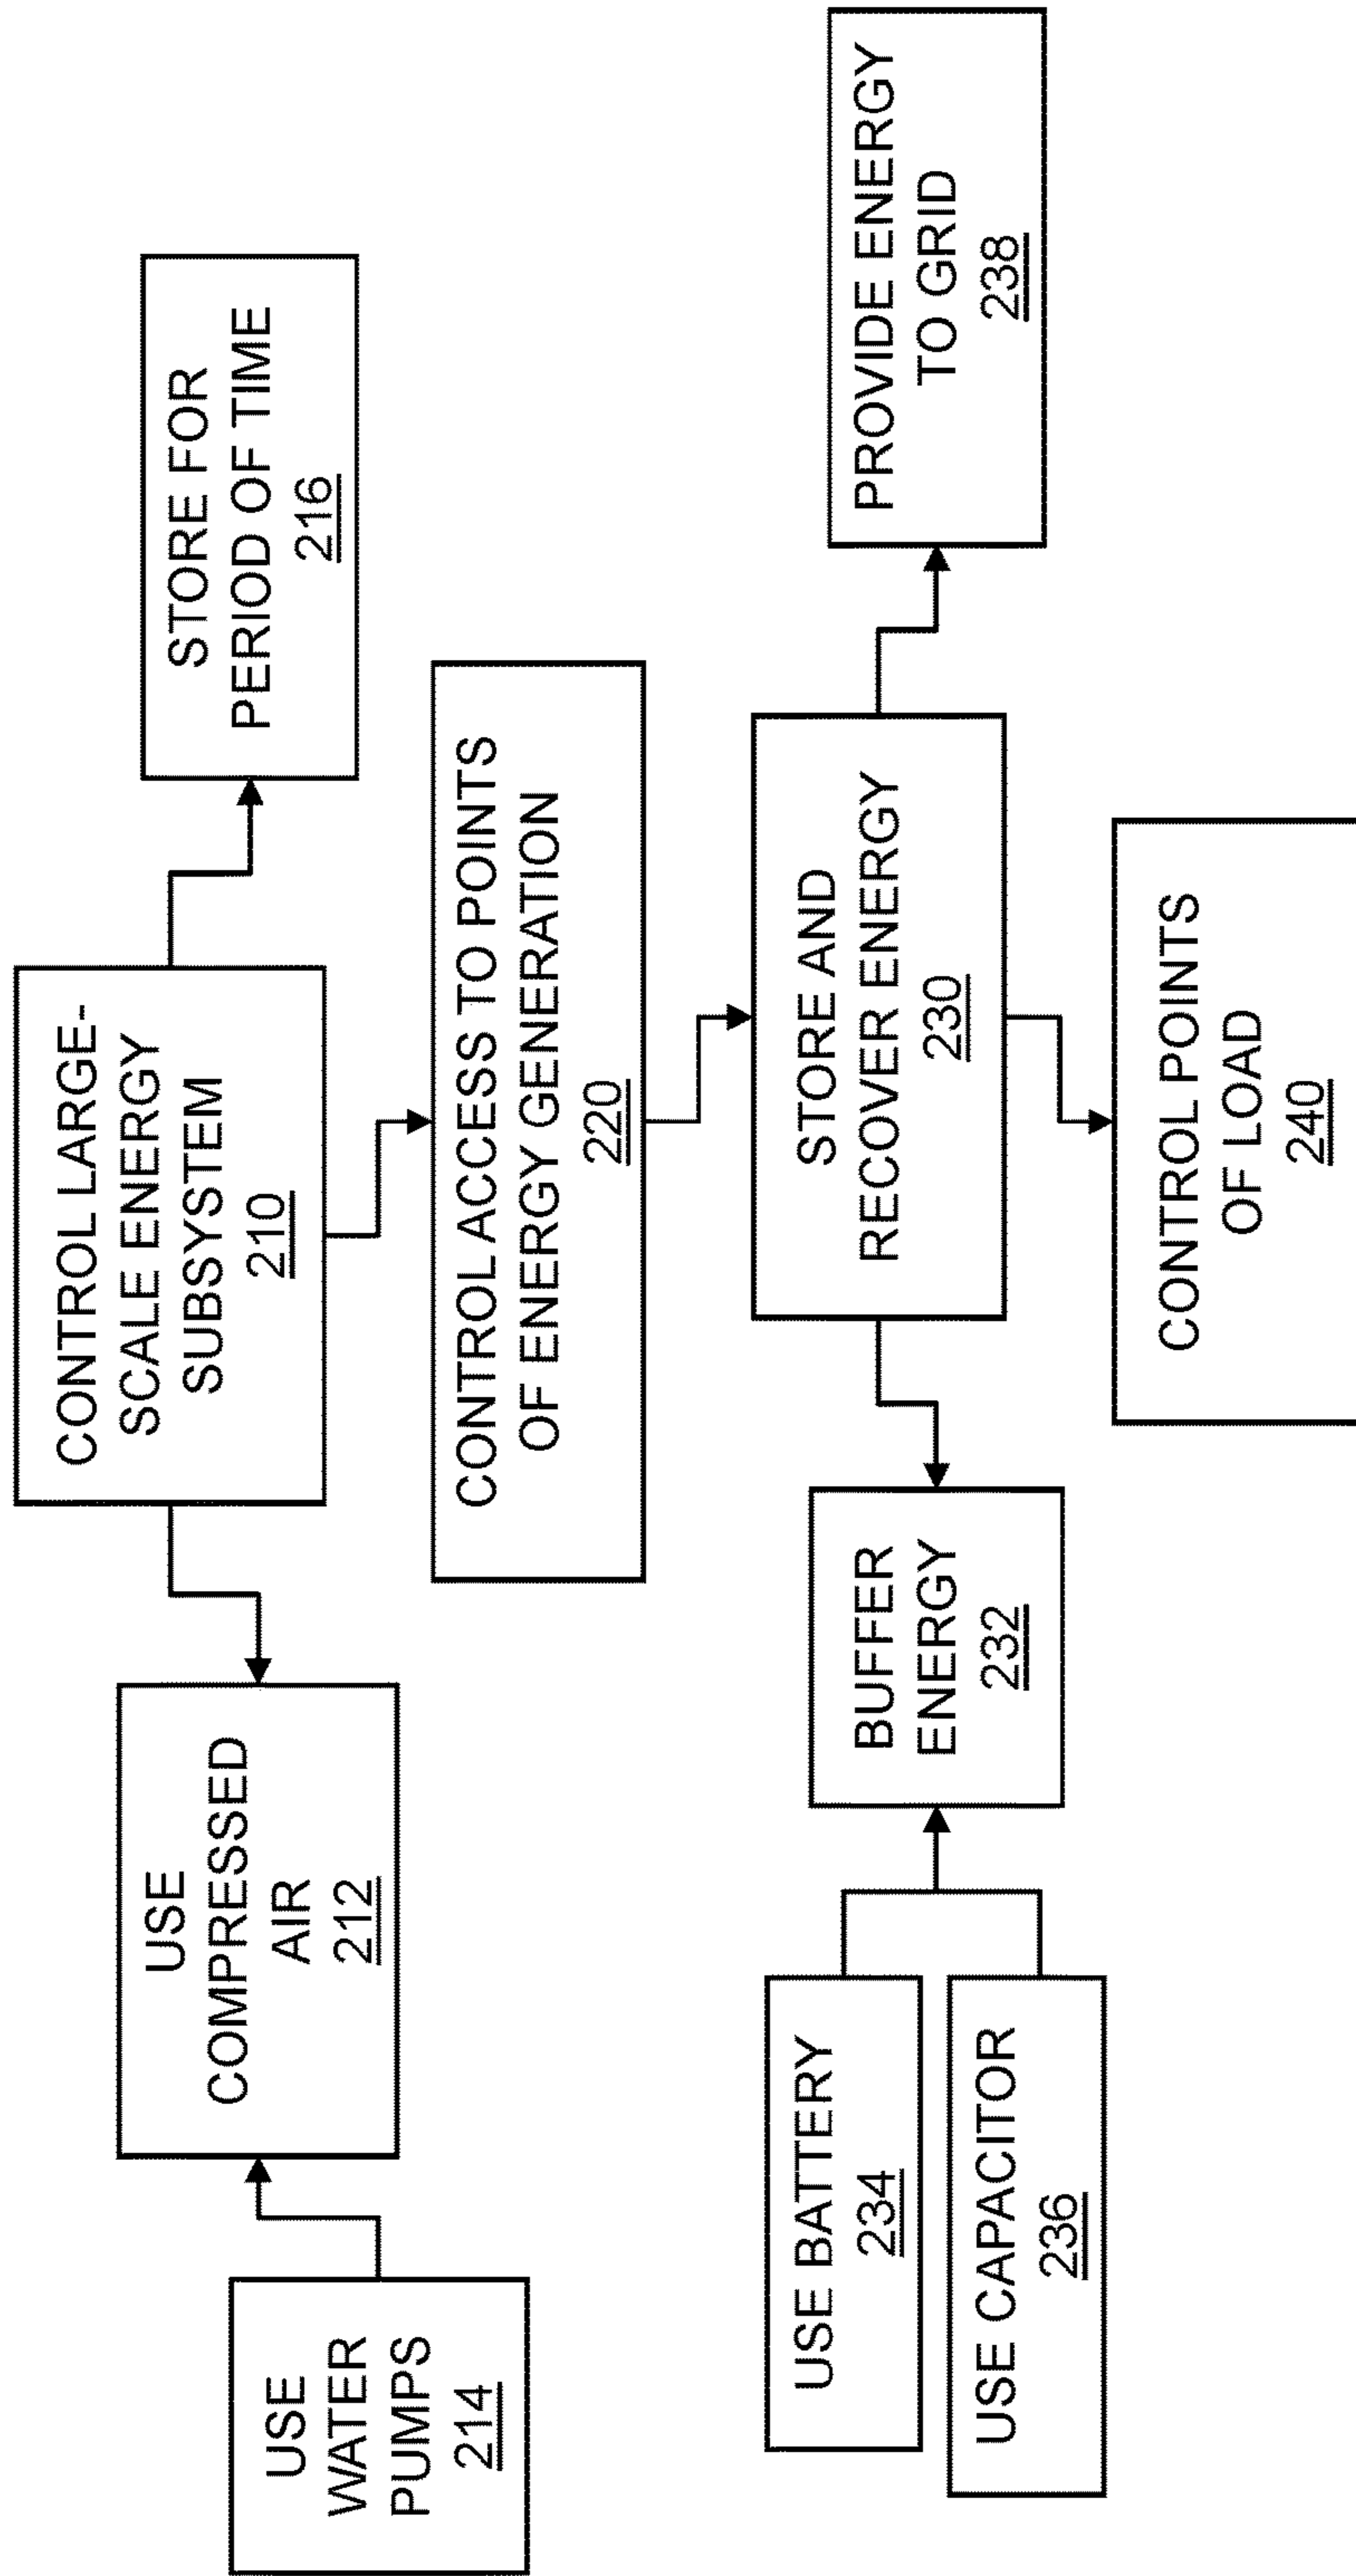 CONTROL LARGE-
SCALE ENERGY
SUBSYSTEM
210
USE
COMPRESSED
AIR
212
USE
WATER
PUMPS
214
STORE FOR
PERIOD OF TIME
216
CONTROL ACCESS TO POINTS
OF ENERGY GENERATION
220
STORE AND
RECOVER ENERGY
230
BUFFER
ENERGY
232
USE BATTERY
234
USE CAPACITOR
236
PROVIDE ENERGY
TO GRID
238
CONTROL POINTS
OF LOAD
240